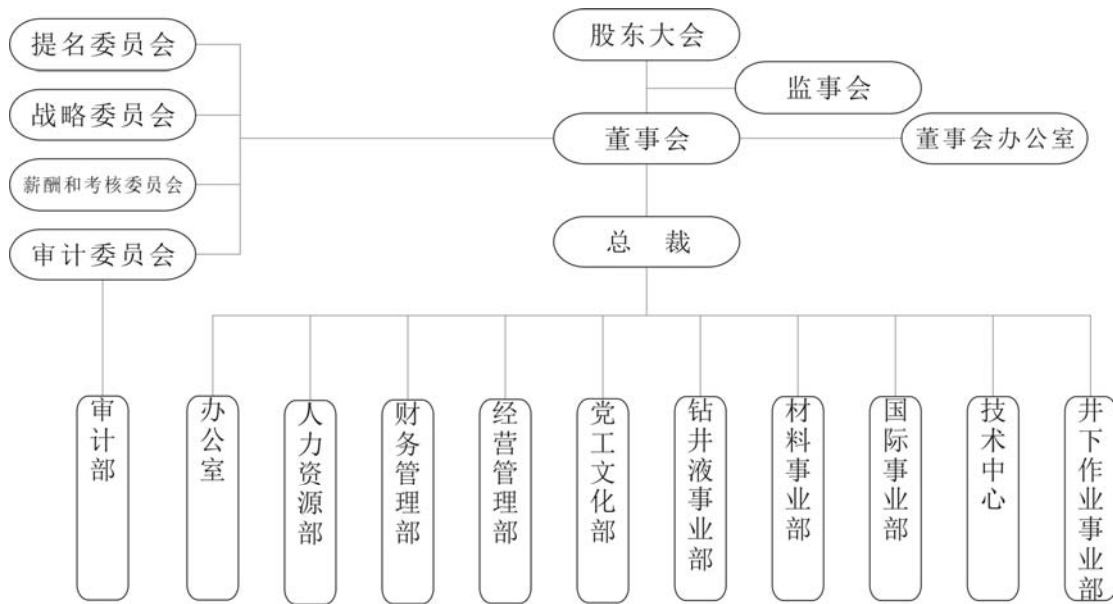 股东大会
监事会
董事会
董事会办公室
提名委员会
战略委员会
薪酬和考核委员会
审计委员会
总 裁
审计部
办公室
人力资源部
财务管理部
经营管理部
党工文化部
钻井液事业部
材料事业部
国际事业部
技术中心
井下作业事业部